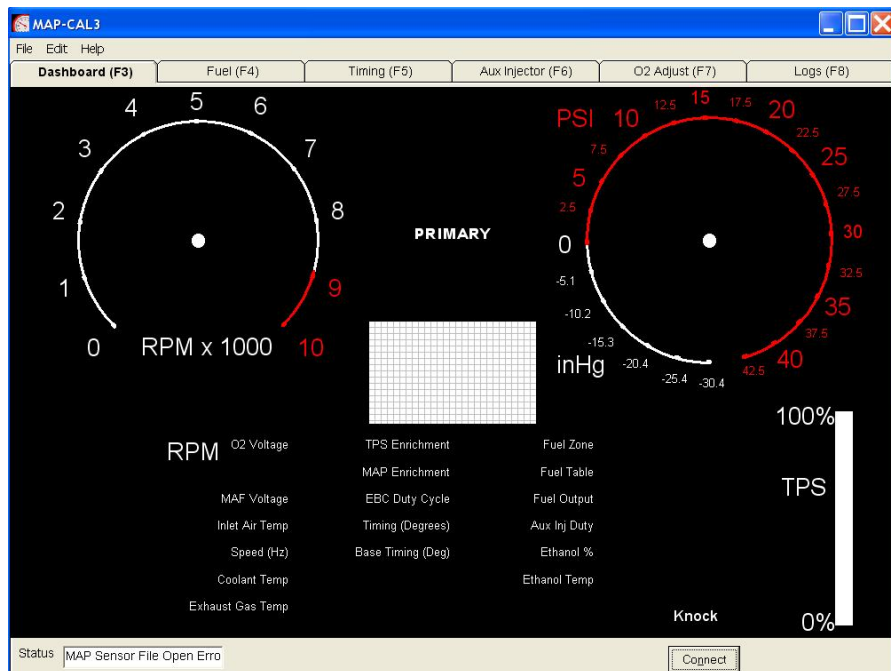 MAP-CAL3
File Edit Help
Dashboard (F3) Fuel (F4) Timing (F5) Aux Injector (F6) O2 Adjust (F7) Logs (F8)
0
1
2
3
4
5
6
7
8
9
10
RPM x 1000
PRIMARY
PSI
0
2.5
5
7.5
10
12.5
15
17.5
20
22.5
25
27.5
30
32.5
35
37.5
40
42.5
inHg
-5.1
-10.2
-15.3
-20.4
-25.4
-30.4
RPM
O2 Voltage
MAF Voltage
Inlet Air Temp
Speed (Hz)
Coolant Temp
Exhaust Gas Temp
TPS Enrichment
MAP Enrichment
EBC Duty Cycle
Timing (Degrees)
Base Timing (Deg)
Fuel Zone
Fuel Table
Fuel Output
Aux Inj Duty
Ethanol %
Ethanol Temp
100%
TPS
0%
Knock
Status MAP Sensor File Open Erro
Connect